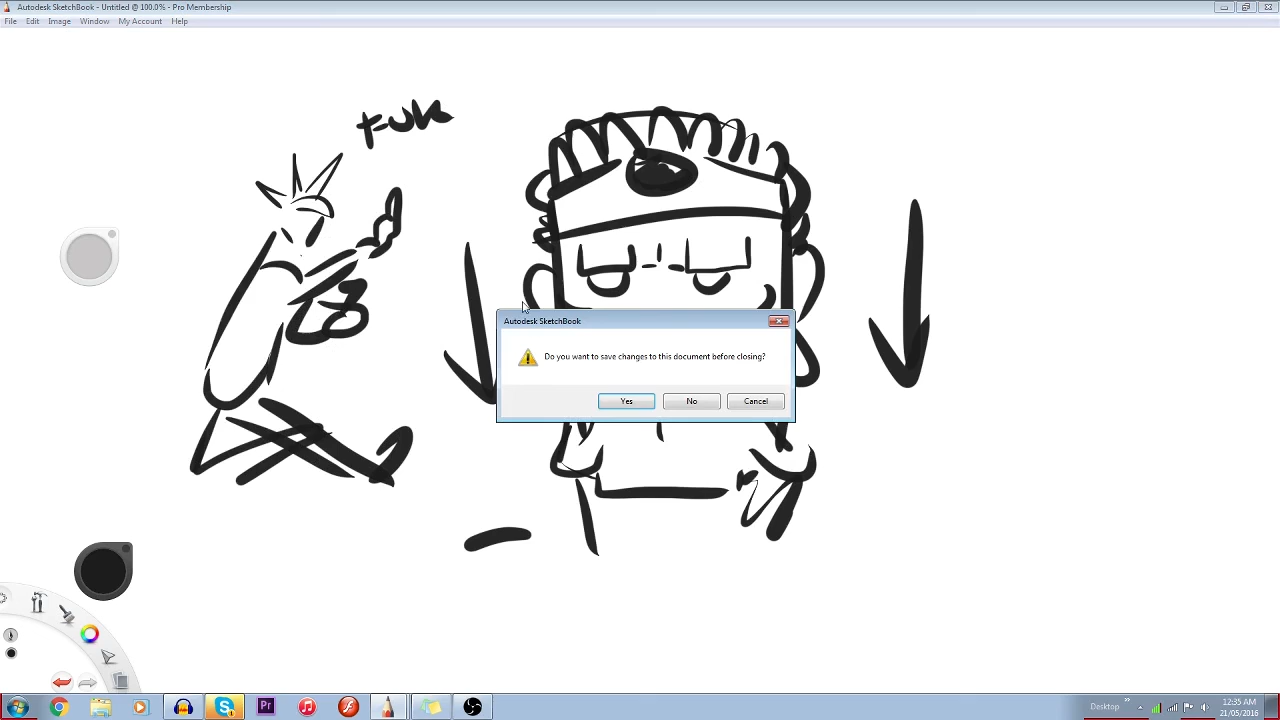 Autodesk SketchBook - Untitled @ 100.0% - Pro Membership
File Edit Image Window My Account Help
Autodesk SketchBook
Do you want to save changes to this document before closing?
Yes No Cancel
Pr
Desktop
12:35 AM
21/05/2016